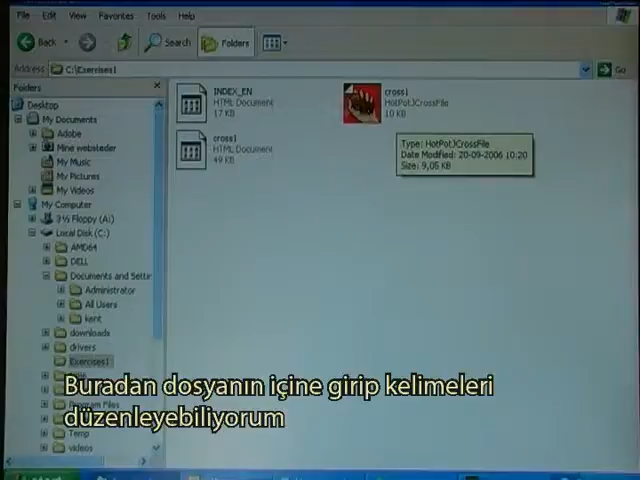 File Edit View Favorites Tools Help
Back Search Folders
Address C:\Exercises1 Go
Folders
Desktop
My Documents
Adobe
Mine websteder
My Music
My Pictures
My Videos
My Computer
3½ Floppy (A:)
Local Disk (C:)
AMD64
DELL
Documents and Settin
Administrator
All Users
kent
downloads
drivers
Exercises1
Program Files
Temp
videos
INDEX_EN
HTML Document
17 KB
cross1
HotPotJCrossFile
10 KB
cross1
HTML Document
49 KB
Type: HotPotJCrossFile
Date Modified: 20-09-2006 10:20
Size: 9,05 KB
Buradan dosyanın içine girip kelimeleri
düzenleyebiliyorum